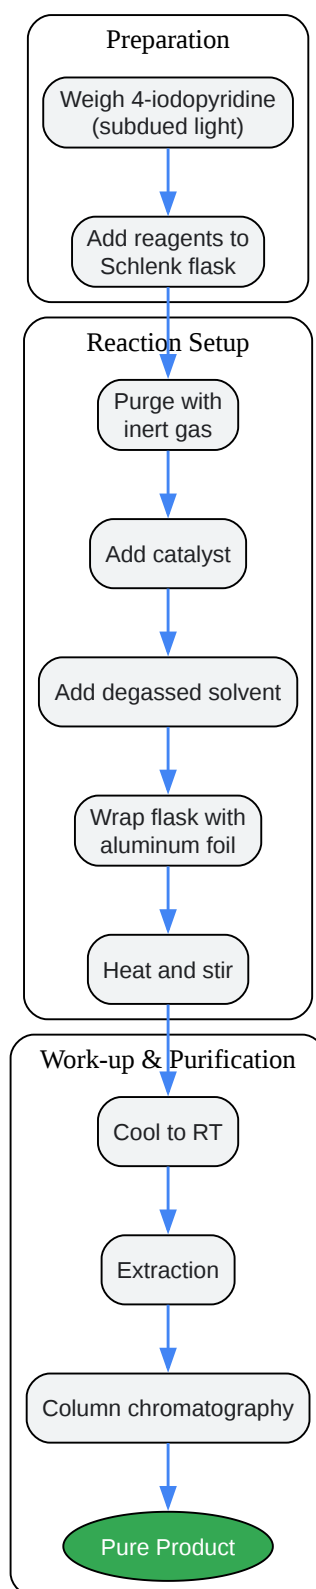 Preparation
Weigh 4-iodopyridine
(subdued light)
Add reagents to
Schlenk flask
Reaction Setup
Purge with
inert gas
Add catalyst
Add degassed solvent
Wrap flask with
aluminum foil
Heat and stir
Work-up & Purification
Cool to RT
Extraction
Column chromatography
Pure Product